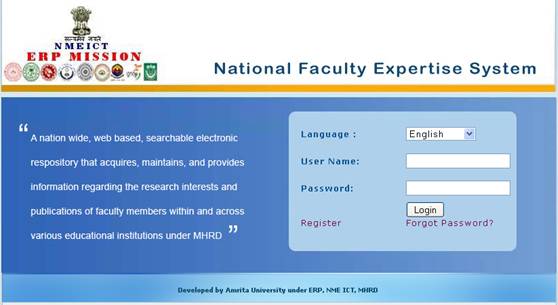 सत्यमेव जयते
NMEICT
ERP MISSION
National Faculty Expertise System
“ A nation wide, web based, searchable electronic
respository that acquires, maintains, and provides
information regarding the research interests and
publications of faculty members within and across
various educational institutions under MHRD ”
Language : English
User Name:
Password:
Login
Register Forgot Password?
Developed by Amrita University under ERP, NME ICT, MHRD